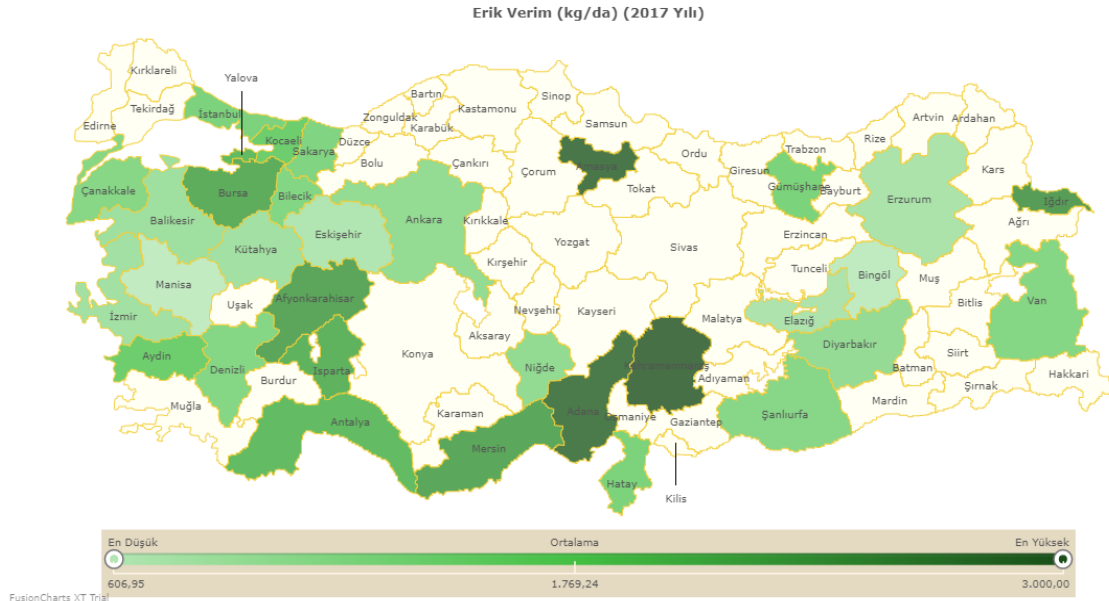 Erik Verim (kg/da) (2017 Yılı)
Kırklareli
Yalova
Tekirdağ
Edirne
İstanbul
Kocaeli
Sakarya
Düzce
Zonguldak
Bartın
Karabük
Kastamonu
Sinop
Samsun
Bolu
Çankırı
Çorum
Amasya
Tokat
Ordu
Giresun
Trabzon
Gümüşhane
Bayburt
Rize
Artvin
Ardahan
Kars
Iğdır
Ağrı
Erzurum
Erzincan
Çanakkale
Balikesir
Bursa
Bilecik
Kütahya
Eskişehir
Ankara
Kırıkkale
Yozgat
Sivas
Kırşehir
Nevşehir
Kayseri
Tunceli
Bingöl
Muş
Bitlis
Van
Elazığ
Malatya
Diyarbakır
Batman
Siirt
Şırnak
Hakkari
Mardin
Şanlıurfa
Adıyaman
Kahramanmaraş
Gaziantep
Osmaniye
Kilis
Hatay
Adana
Niğde
Aksaray
Konya
Karaman
Mersin
Antalya
Isparta
Burdur
Afyonkarahisar
Uşak
Manisa
İzmir
Aydin
Denizli
Muğla
En Düşük Ortalama En Yüksek
606,95 1.769,24 3.000,00
FusionCharts XT Trial